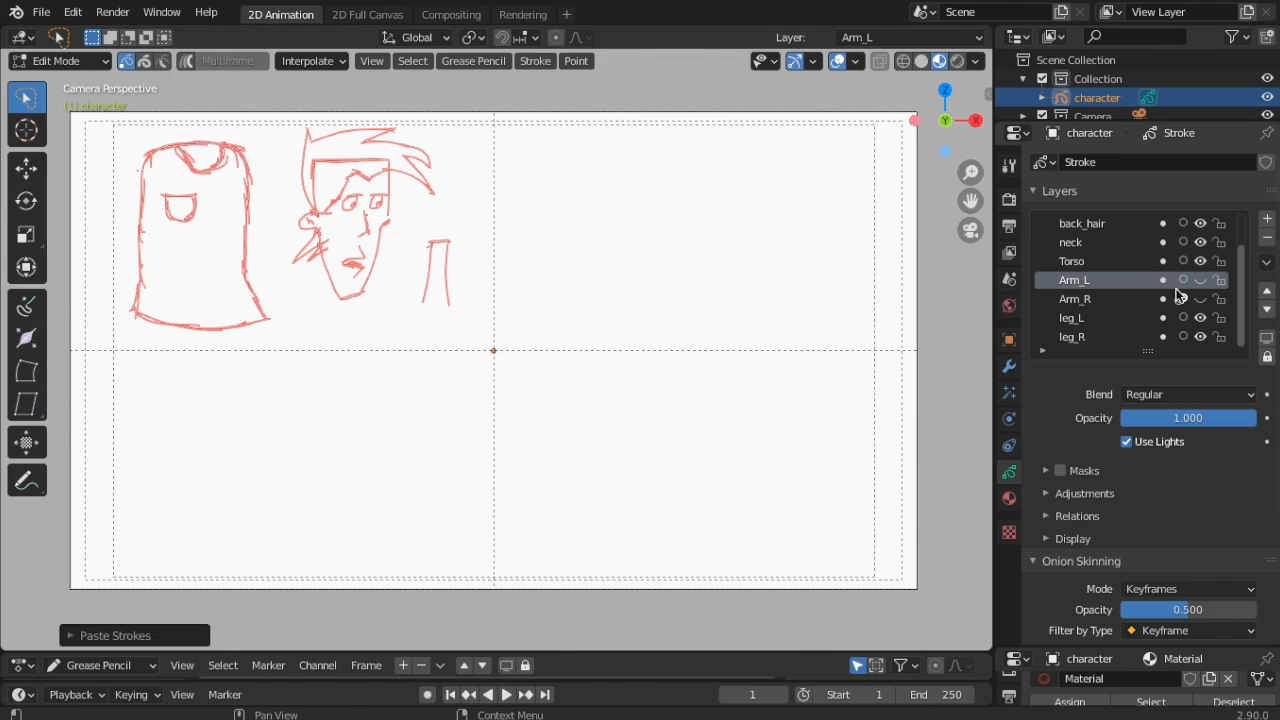 File Edit Render Window Help 2D Animation 2D Full Canvas Compositing Rendering + Scene View Layer
Global Layer: Arm_L
Edit Mode Multiframe Interpolate View Select Grease Pencil Stroke Point
Scene Collection
Collection
character
Camera
Camera Perspective
(1) character
Z
Y
X
character Stroke
Stroke
Layers
back_hair
neck
Torso
Arm_L
Arm_R
leg_L
leg_R
Blend Regular
Opacity 1.000
Use Lights
Masks
Adjustments
Relations
Display
Onion Skinning
Mode Keyframes
Opacity 0.500
Filter by Type Keyframe
Paste Strokes
Grease Pencil View Select Marker Channel Frame
character Material
Material
Playback Keying View Marker 1 Start 1 End 250
Assign Select Deselect
Select Pan View Context Menu 2.90.0